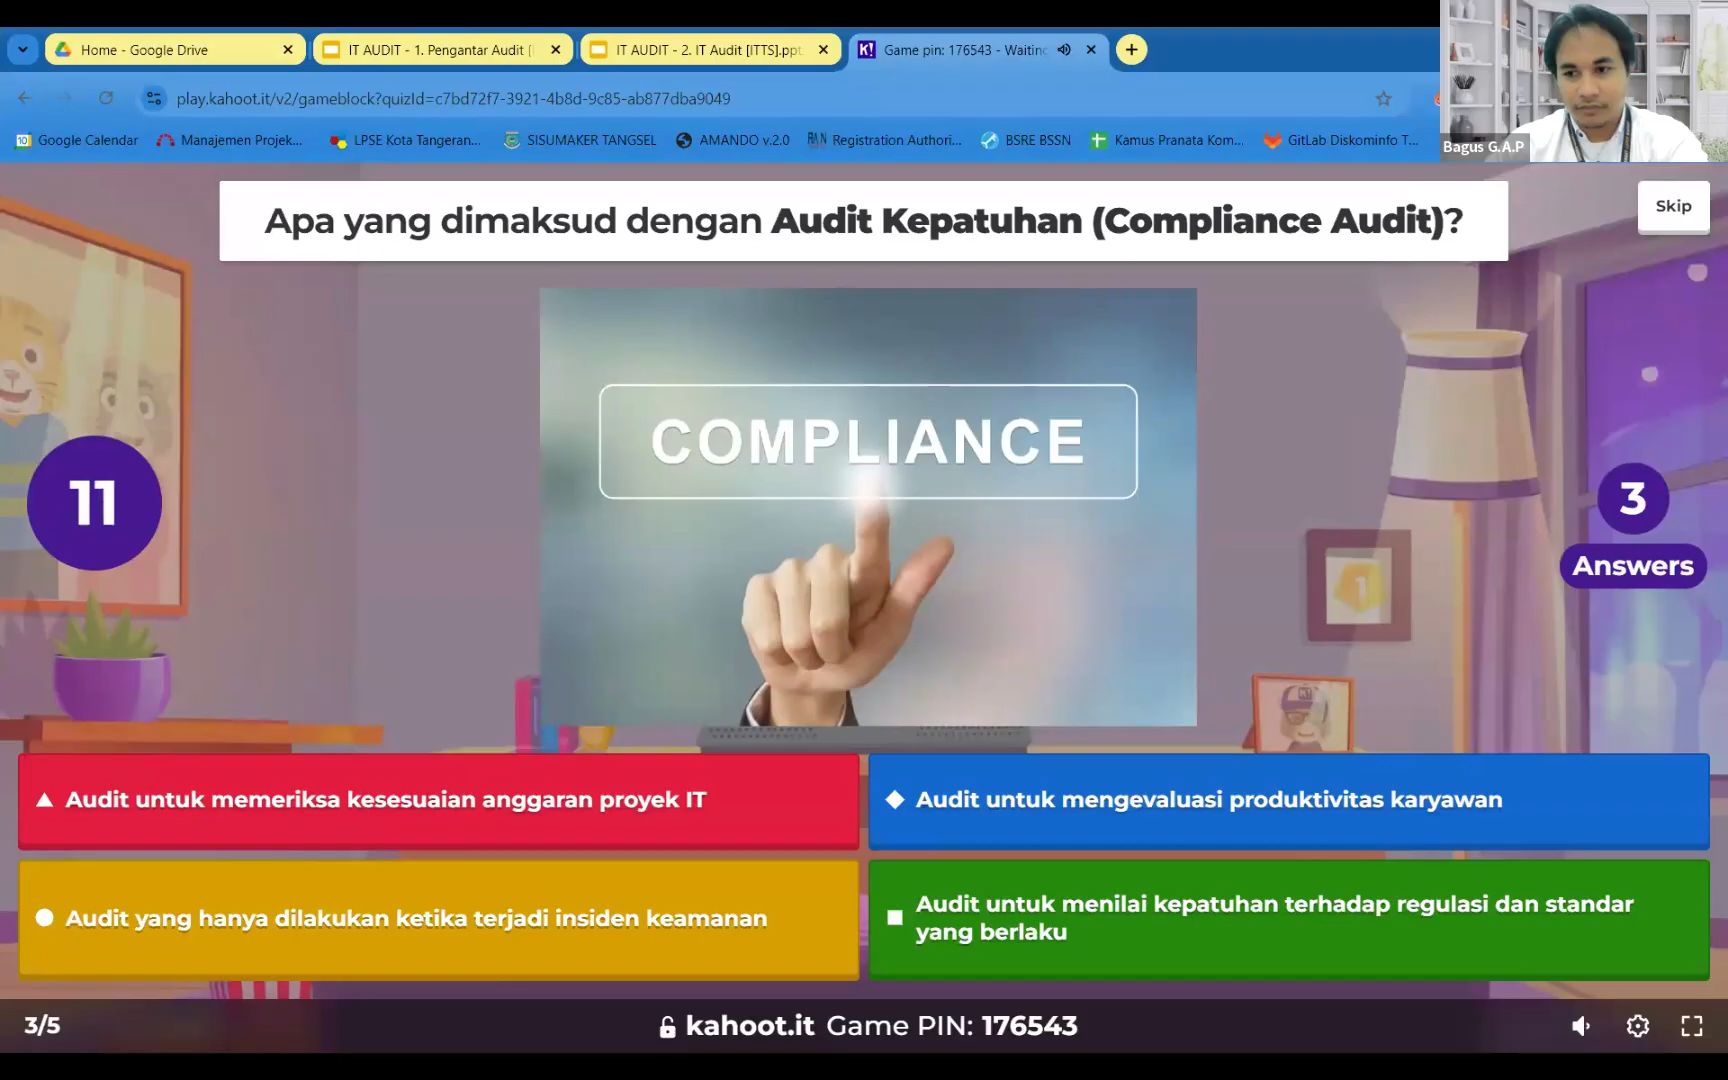 Home - Google Drive
IT AUDIT - 1. Pengantar Audit [
IT AUDIT - 2. IT Audit [ITTS].ppt
Game pin: 176543 - Waitin
play.kahoot.it/v2/gameblock?quizId=c7bd72f7-3921-4b8d-9c85-ab877dba9049
Google Calendar
Manajemen Projek...
LPSE Kota Tangeran...
SISUMAKER TANGSEL
AMANDO v.2.0
Registration Authori...
BSRE BSSN
Kamus Pranata Kom...
GitLab Diskominfo T...
Bagus G.A.P
Apa yang dimaksud dengan Audit Kepatuhan (Compliance Audit)?
Skip
COMPLIANCE
11
3
Answers
Audit untuk memeriksa kesesuaian anggaran proyek IT
Audit untuk mengevaluasi produktivitas karyawan
Audit yang hanya dilakukan ketika terjadi insiden keamanan
Audit untuk menilai kepatuhan terhadap regulasi dan standar
yang berlaku
3/5
kahoot.it Game PIN: 176543